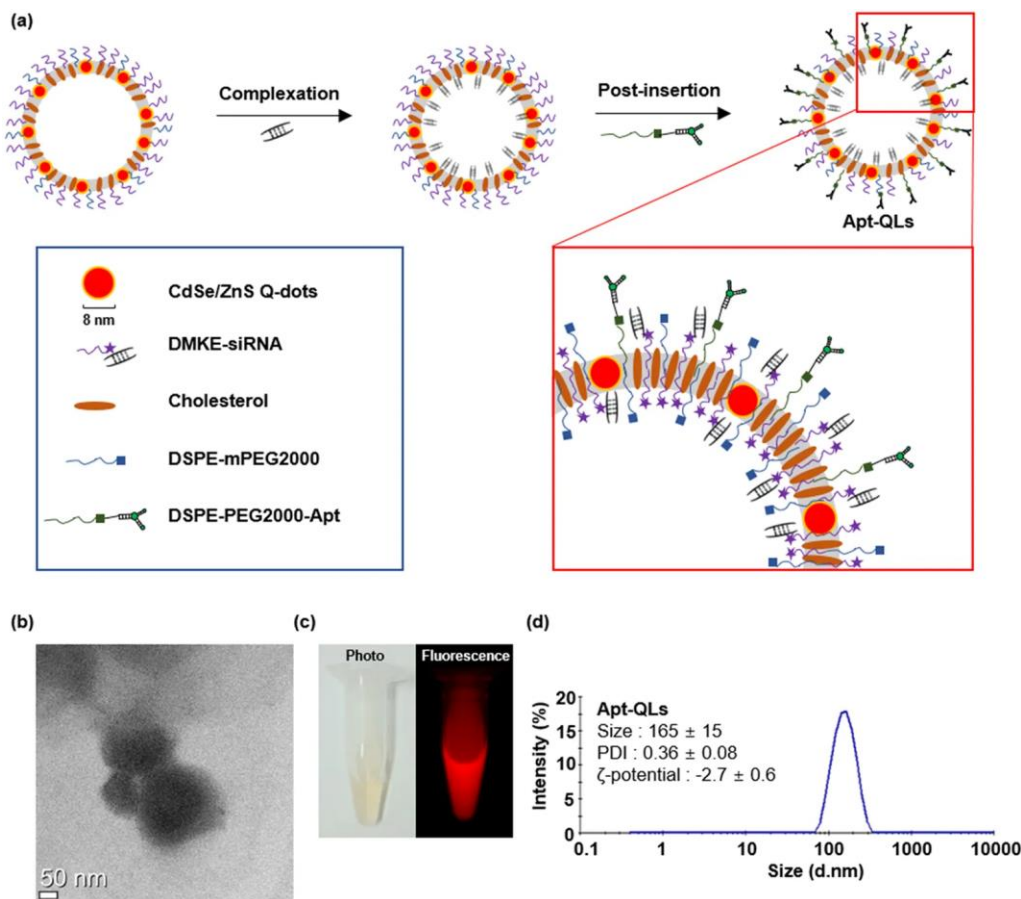 (a)
Complexation
Post-insertion
Apt-QLs
CdSe/ZnS Q-dots
8 nm
DMKE-siRNA
Cholesterol
DSPE-mPEG2000
DSPE-PEG2000-Apt
(b)
50 nm
(c)
Photo
Fluorescence
(d)
Intensity (%)
20
15
10
5
0
Apt-QLs
Size : 165 ± 15
PDI : 0.36 ± 0.08
ζ-potential : -2.7 ± 0.6
0.1
1
10
100
1000
10000
Size (d.nm)